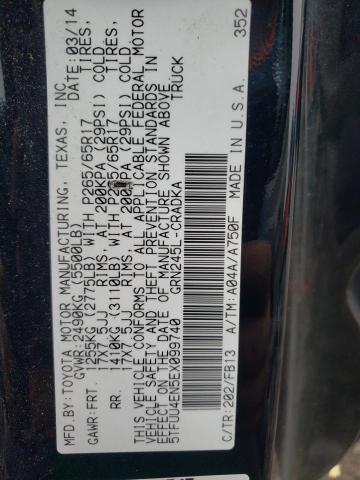 MFD.BY:TOYOTA MOTOR MANUFACTURING, TEXAS, INC.
GVWR:2490KG (5500LB) DATE:03/14
GAWR:FRT. 1255KG (2775LB) WITH P265/65R17 TIRES,
17X7.5JJ RIMS, AT 200KPA (29PSI) COLD.
RR. 1410KG (3110LB) WITH P265/65R17 TIRES,
17X7.5 RIMS, AT 200KPA (29PSI) COLD.
THIS VEHICLE CONFORMS TO ALL APPLICABLE FEDERAL MOTOR
VEHICLE SAFETY AND THEFT PREVENTION STANDARDS IN
EFFECT ON THE DATE OF MANUFACTURE SHOWN ABOVE.
5TFUU4EN5EX099740 TRUCK
GRN245L-CRADKA
C/TR:202/FB13 A/TM:A04A/A750F
U.S.A. 352